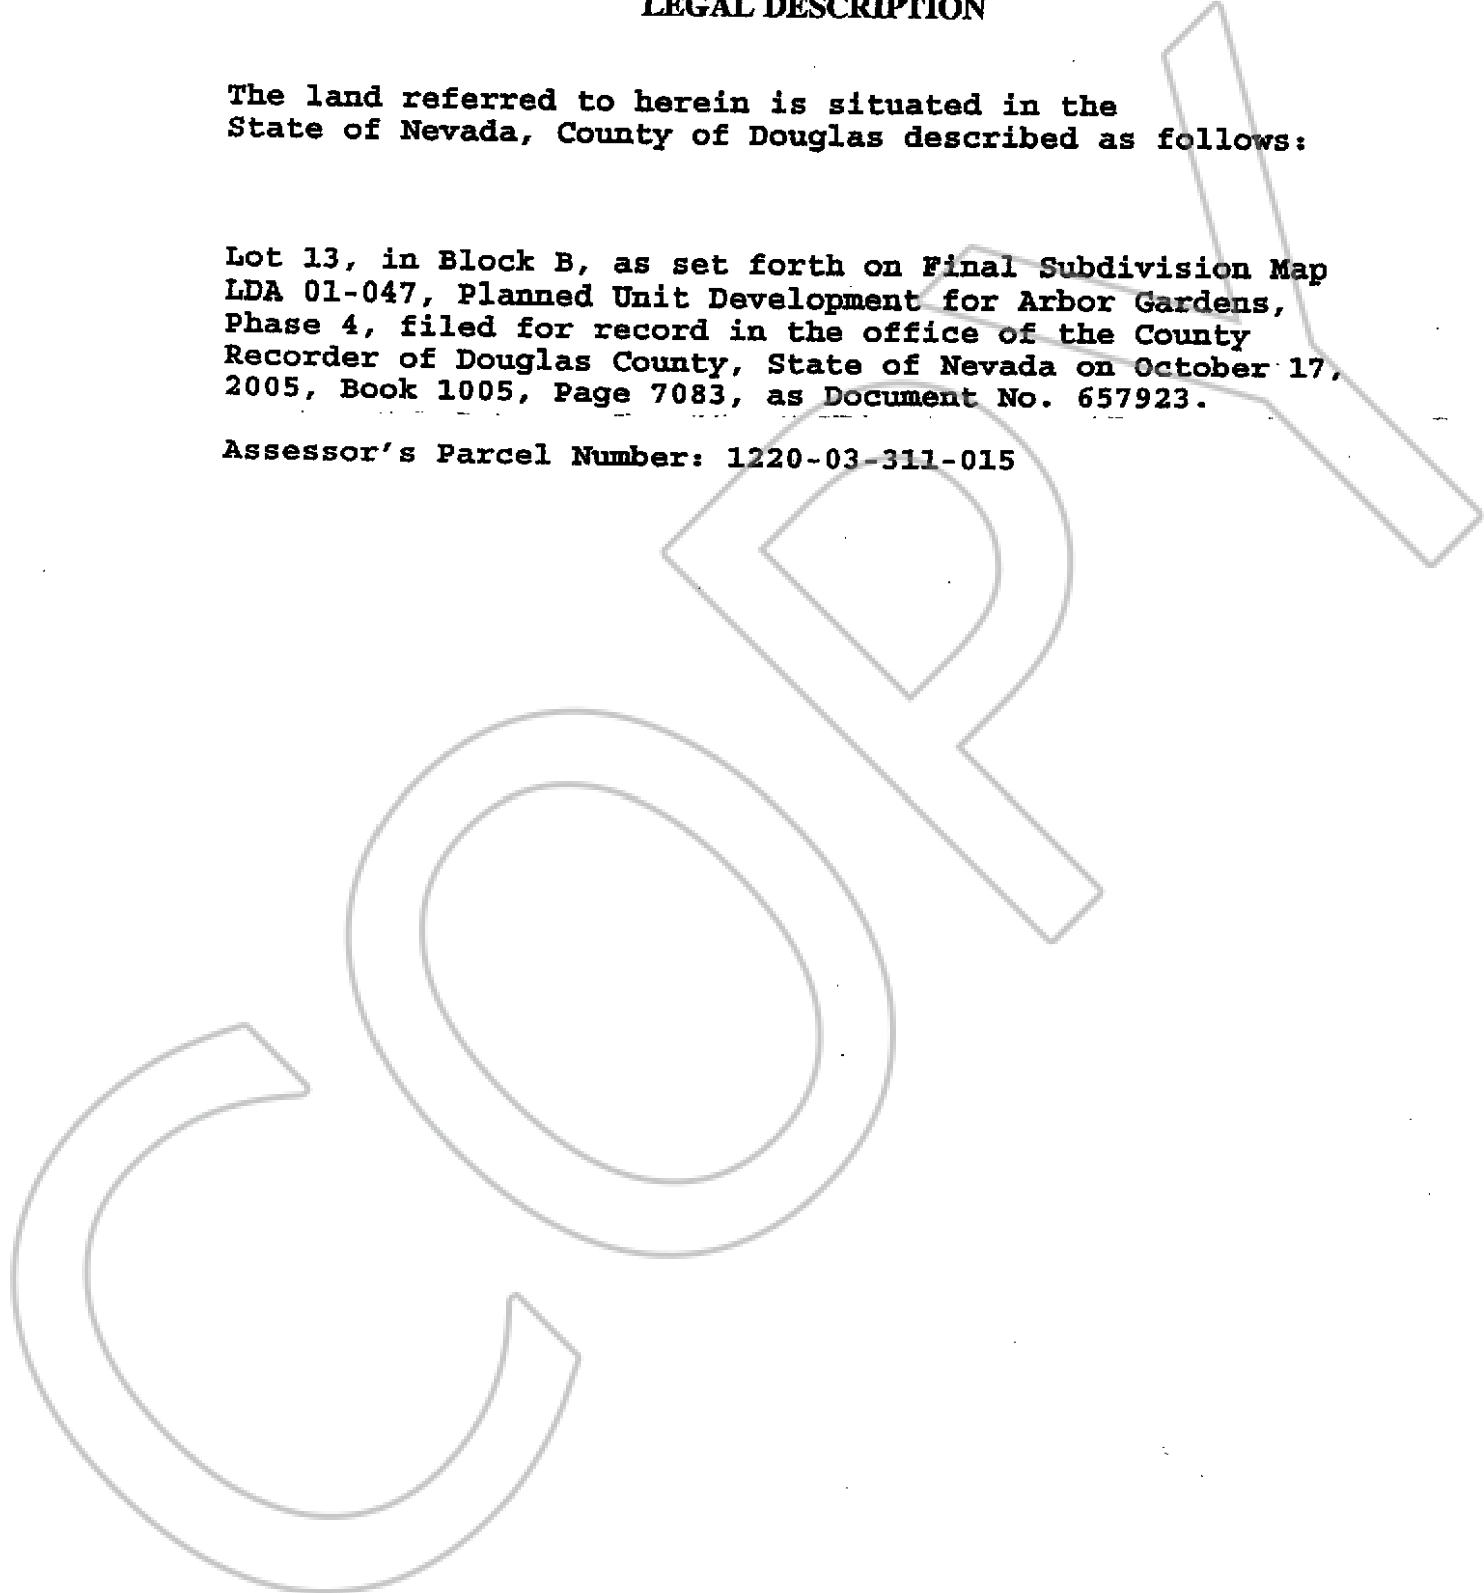 LEGAL DESCRIPTION
The land referred to herein is situated in the
State of Nevada, County of Douglas described as follows:
Lot 13, in Block B, as set forth on Final Subdivision Map
LDA 01-047, Planned Unit Development for Arbor Gardens,
Phase 4, filed for record in the office of the County
Recorder of Douglas County, State of Nevada on October 17,
2005, Book 1005, Page 7083, as Document No. 657923.
Assessor's Parcel Number: 1220-03-311-015
COPY